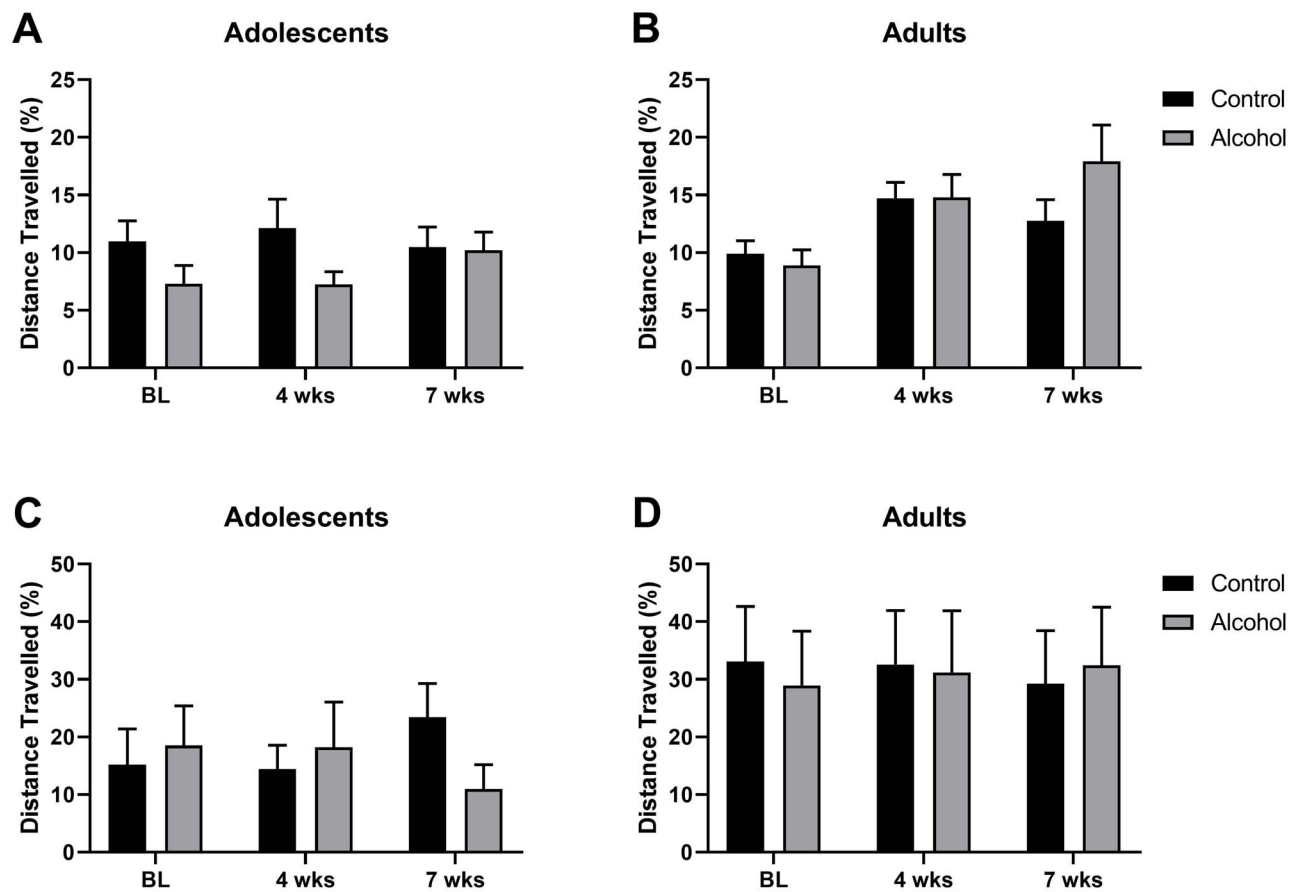 A
Adolescents
Distance Travelled (%)
25
20
15
10
5
0
BL
4 wks
7 wks
B
Adults
Distance Travelled (%)
25
20
15
10
5
0
BL
4 wks
7 wks
Control
Alcohol
C
Adolescents
Distance Travelled (%)
50
40
30
20
10
0
BL
4 wks
7 wks
D
Adults
Distance Travelled (%)
50
40
30
20
10
0
BL
4 wks
7 wks
Control
Alcohol